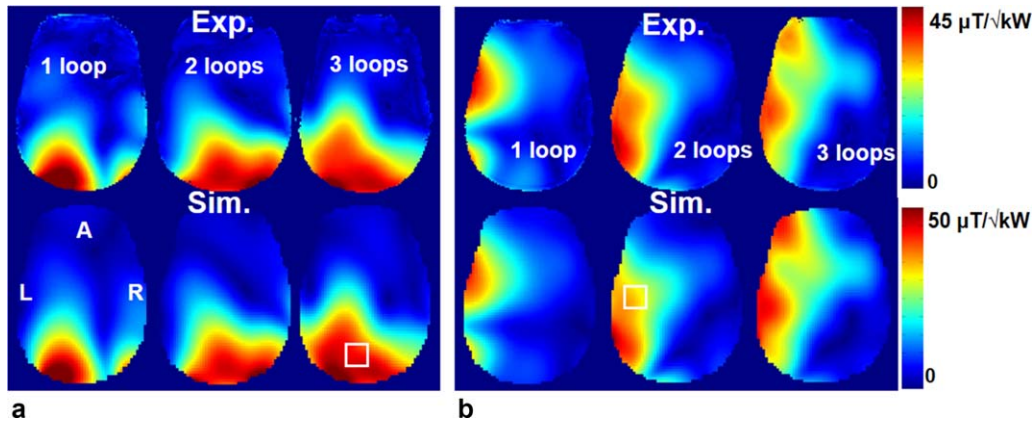 Exp.
1 loop
2 loops
3 loops
Sim.
A
L
R
a
Exp.
1 loop
2 loops
3 loops
Sim.
b
45 µT/√kW
0
50 µT/√kW
0